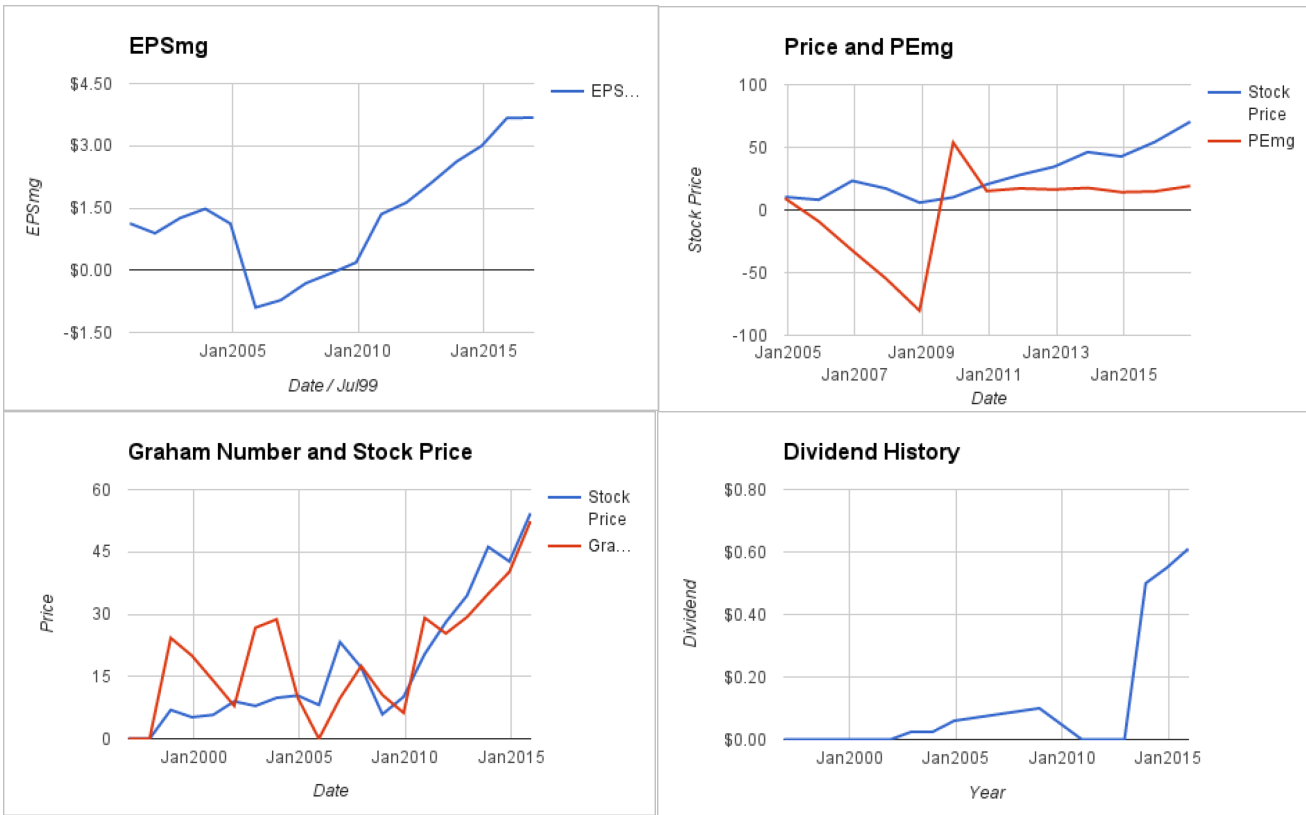 EPSmg
$4.50
$3.00
$1.50
$0.00
-$1.50
EPSmg
Jan2005
Jan2010
Jan2015
Date / Jul99
EPS...
Price and PEmg
100
50
0
-50
-100
Stock Price
Jan2005
Jan2009
Jan2013
Jan2007
Jan2011
Jan2015
Date
Stock
Price
PEmg
Graham Number and Stock Price
60
45
30
15
0
Price
Jan2000
Jan2005
Jan2010
Jan2015
Date
Stock
Price
Gra...
Dividend History
$0.80
$0.60
$0.40
$0.20
$0.00
Dividend
Jan2000
Jan2005
Jan2010
Jan2015
Year